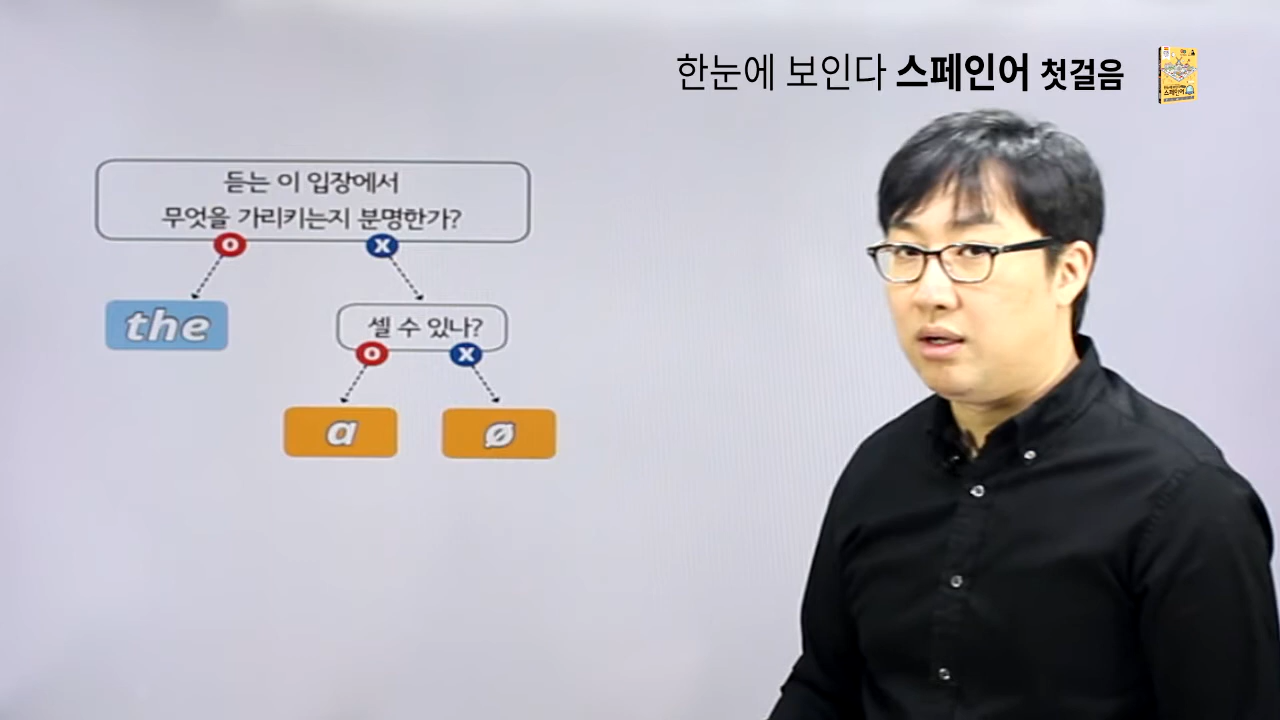 한눈에 보인다 스페인어 첫걸음
듣는 이 입장에서
무엇을 가리키는지 분명한가?
O
X
the
셀 수 있나?
O
X
a
ø